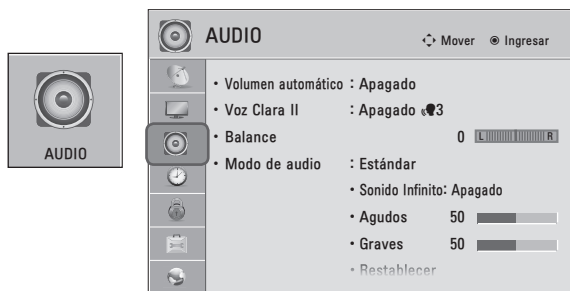 AUDIO
AUDIO
Mover
Ingresar
• Volumen automático : Apagado
• Voz Clara II : Apagado 3
• Balance 0 L R
• Modo de audio : Estándar
• Sonido Infinito: Apagado
• Agudos 50
• Graves 50
• Restablecer